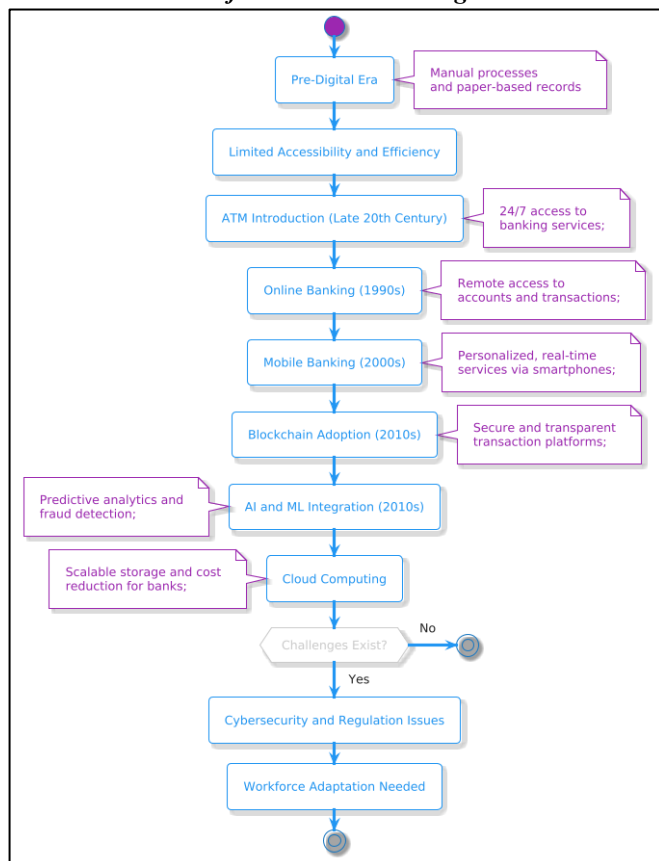 Pre-Digital Era
Manual processes
and paper-based records
Limited Accessibility and Efficiency
ATM Introduction (Late 20th Century)
24/7 access to
banking services;
Online Banking (1990s)
Remote access to
accounts and transactions;
Mobile Banking (2000s)
Personalized, real-time
services via smartphones;
Blockchain Adoption (2010s)
Secure and transparent
transaction platforms;
Predictive analytics and
fraud detection;
AI and ML Integration (2010s)
Scalable storage and cost
reduction for banks;
Cloud Computing
Challenges Exist?
No
Yes
Cybersecurity and Regulation Issues
Workforce Adaptation Needed